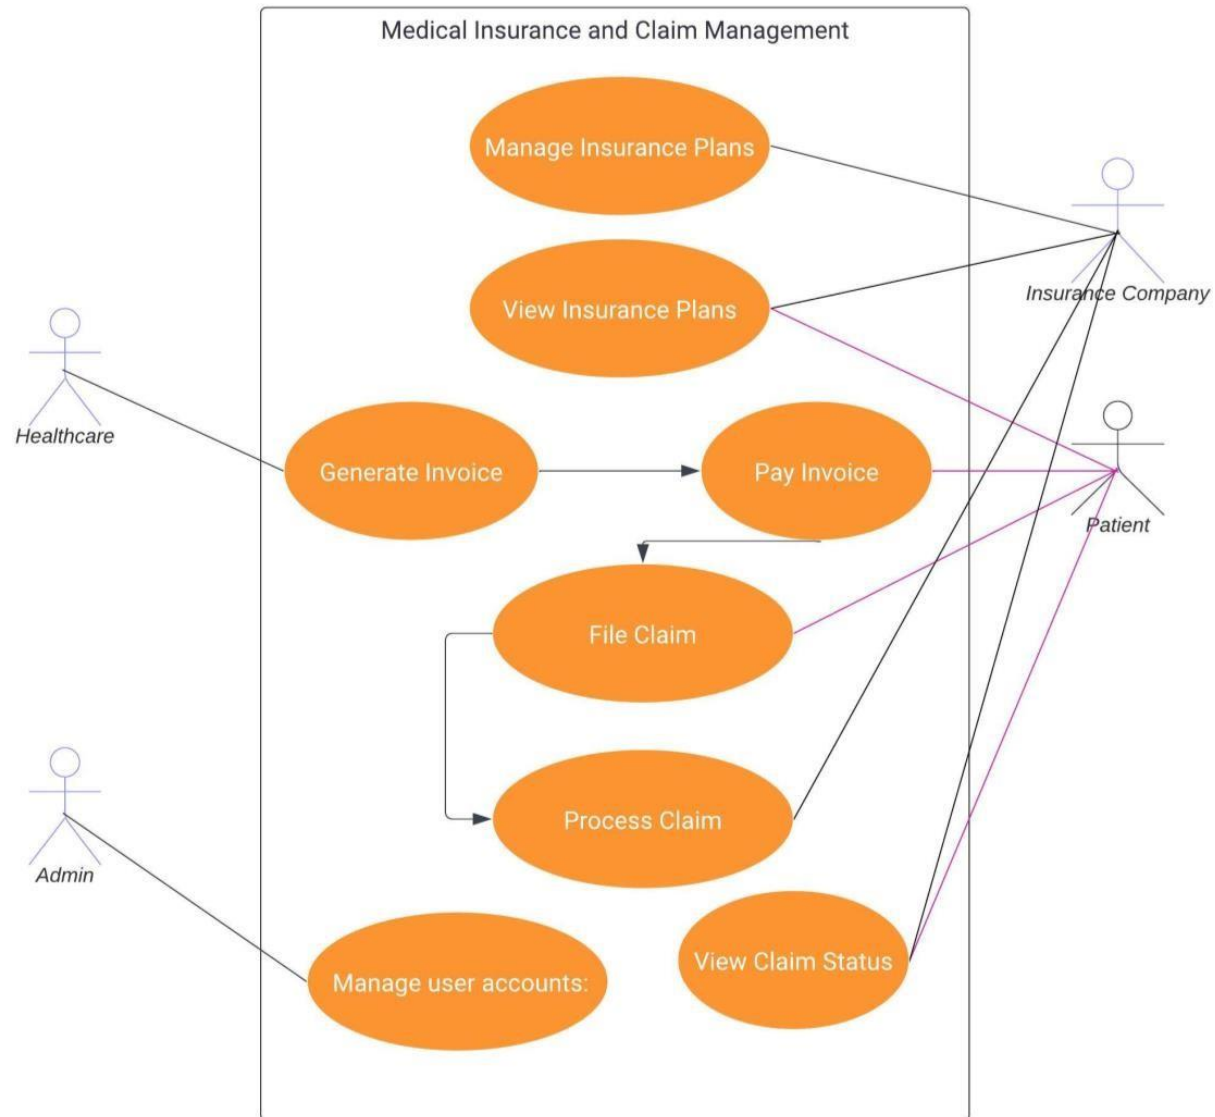 Medical Insurance and Claim Management
Manage Insurance Plans
Insurance Company
View Insurance Plans
Healthcare
Generate Invoice
Pay Invoice
Patient
File Claim
Process Claim
Admin
View Claim Status
Manage user accounts: